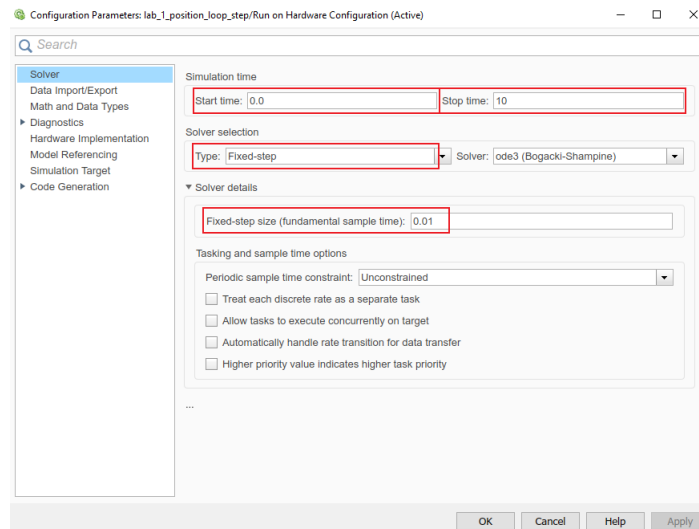 Configuration Parameters: lab_1_position_loop_step/Run on Hardware Configuration (Active)
Search
Solver
Data Import/Export
Math and Data Types
Diagnostics
Hardware Implementation
Model Referencing
Simulation Target
Code Generation
Simulation time
Start time: 0.0 Stop time: 10
Solver selection
Type: Fixed-step Solver: ode3 (Bogacki-Shampine)
Solver details
Fixed-step size (fundamental sample time): 0.01
Tasking and sample time options
Periodic sample time constraint: Unconstrained
Treat each discrete rate as a separate task
Allow tasks to execute concurrently on target
Automatically handle rate transition for data transfer
Higher priority value indicates higher task priority
...
OK Cancel Help Apply